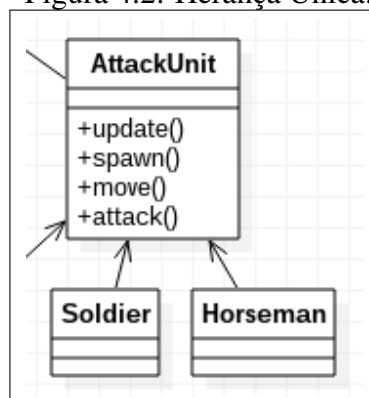 Figura 4.2: Herança Única.
AttackUnit
+update()
+spawn()
+move()
+attack()
Soldier
Horseman